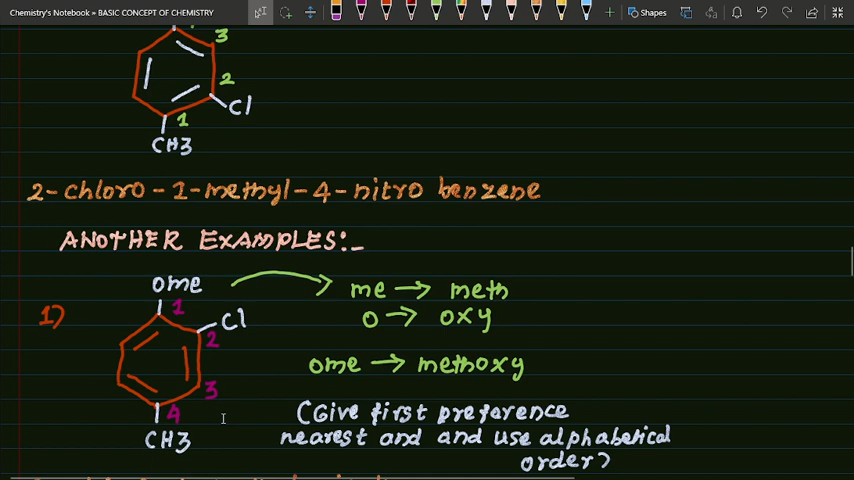 Chemistry's Notebook » BASIC CONCEPT OF CHEMISTRY
Shapes
3
2
Cl
1
CH3
2-chloro-1-methyl-4-nitro benzene
ANOTHER EXAMPLES:-
1)
ome
1
Cl
2
3
4
CH3
me → meth
o → oxy
ome → methoxy
(Give first preference
nearest and and use alphabetical
order)